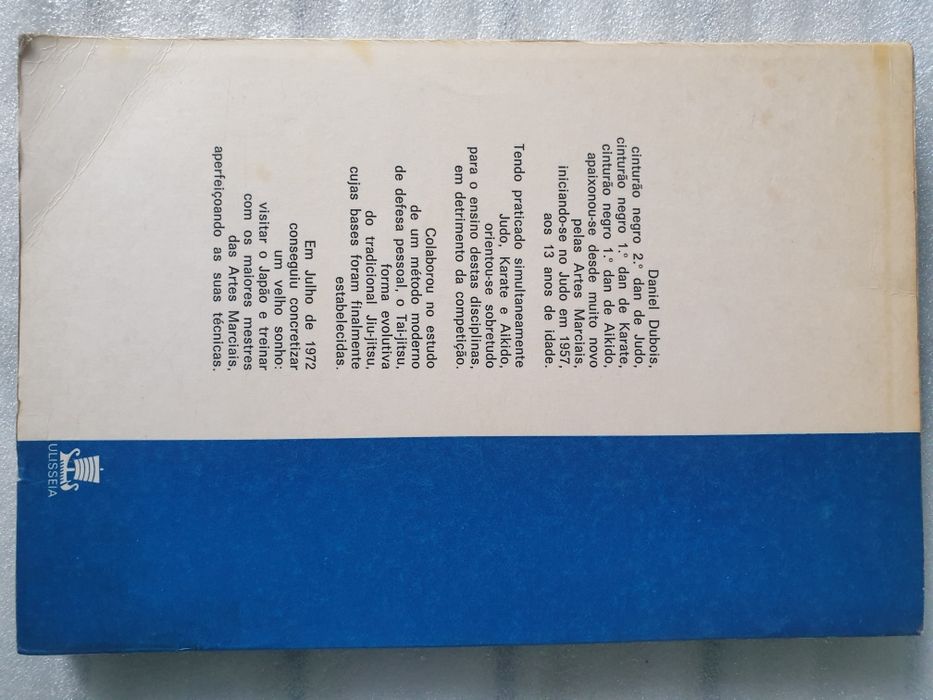 Daniel Dubois,
cinturão negro 2.º dan de Judo,
cinturão negro 1.º dan de Karate,
cinturão negro 1.º dan de Aikido,
apaixonou-se desde muito novo
pelas Artes Marciais,
iniciando-se no Judo em 1957,
aos 13 anos de idade.
Tendo praticado simultaneamente
Judo, Karate e Aikido,
orientou-se sobretudo
para o ensino destas disciplinas,
em detrimento da competição.
Colaborou no estudo
de um método moderno
de defesa pessoal, o Tai-jitsu,
forma evolutiva
do tradicional Jiu-jitsu,
cujas bases foram finalmente
estabelecidas.
Em Julho de 1972
conseguiu concretizar
um velho sonho:
visitar o Japão e treinar
com os maiores mestres
das Artes Marciais,
aperfeiçoando as suas técnicas.
ULISSEIA